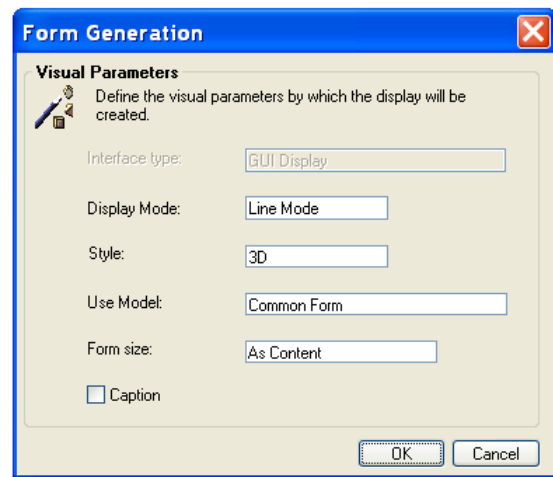 Form Generation
Visual Parameters
Define the visual parameters by which the display will be
created.
Interface type: GUI Display
Display Mode: Line Mode
Style: 3D
Use Model: Common Form
Form size: As Content
Caption
OK Cancel